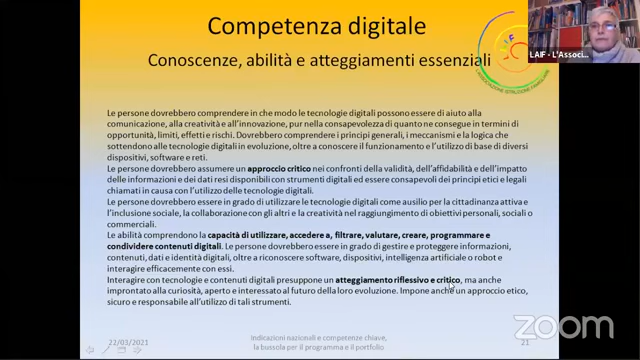 Competenza digitale
Conoscenze, abilità e atteggiamenti essenziali
LAIF - L'Associ...
L'ASSOCIAZIONE ISTRUZIONE FAMILIARE
Le persone dovrebbero comprendere in che modo le tecnologie digitali possono essere di aiuto alla
comunicazione, alla creatività e all'innovazione, pur nella consapevolezza di quanto ne consegue in termini di
opportunità, limiti, effetti e rischi. Dovrebbero comprendere i principi generali, i meccanismi e la logica che
sottendono alle tecnologie digitali in evoluzione, oltre a conoscere il funzionamento e l'utilizzo di base di diversi
dispositivi, software e reti.
Le persone dovrebbero assumere un approccio critico nei confronti della validità, dell'affidabilità e dell'impatto
delle informazioni e dei dati resi disponibili con strumenti digitali ed essere consapevoli dei principi etici e legali
chiamati in causa con l'utilizzo delle tecnologie digitali.
Le persone dovrebbero essere in grado di utilizzare le tecnologie digitali come ausilio per la cittadinanza attiva e
l'inclusione sociale, la collaborazione con gli altri e la creatività nel raggiungimento di obiettivi personali, sociali o
commerciali.
Le abilità comprendono la capacità di utilizzare, accedere a, filtrare, valutare, creare, programmare e
condividere contenuti digitali. Le persone dovrebbero essere in grado di gestire e proteggere informazioni,
contenuti, dati e identità digitali, oltre a riconoscere software, dispositivi, intelligenza artificiale o robot e
interagire efficacemente con essi.
Interagire con tecnologie e contenuti digitali presuppone un atteggiamento riflessivo e critico, ma anche
improntato alla curiosità, aperto e interessato al futuro della loro evoluzione. Impone anche un approccio etico,
sicuro e responsabile all'utilizzo di tali strumenti.
22/03/2021
Indicazioni nazionali e competenze chiave,
la bussola per il programma e il portfolio
21
zoom